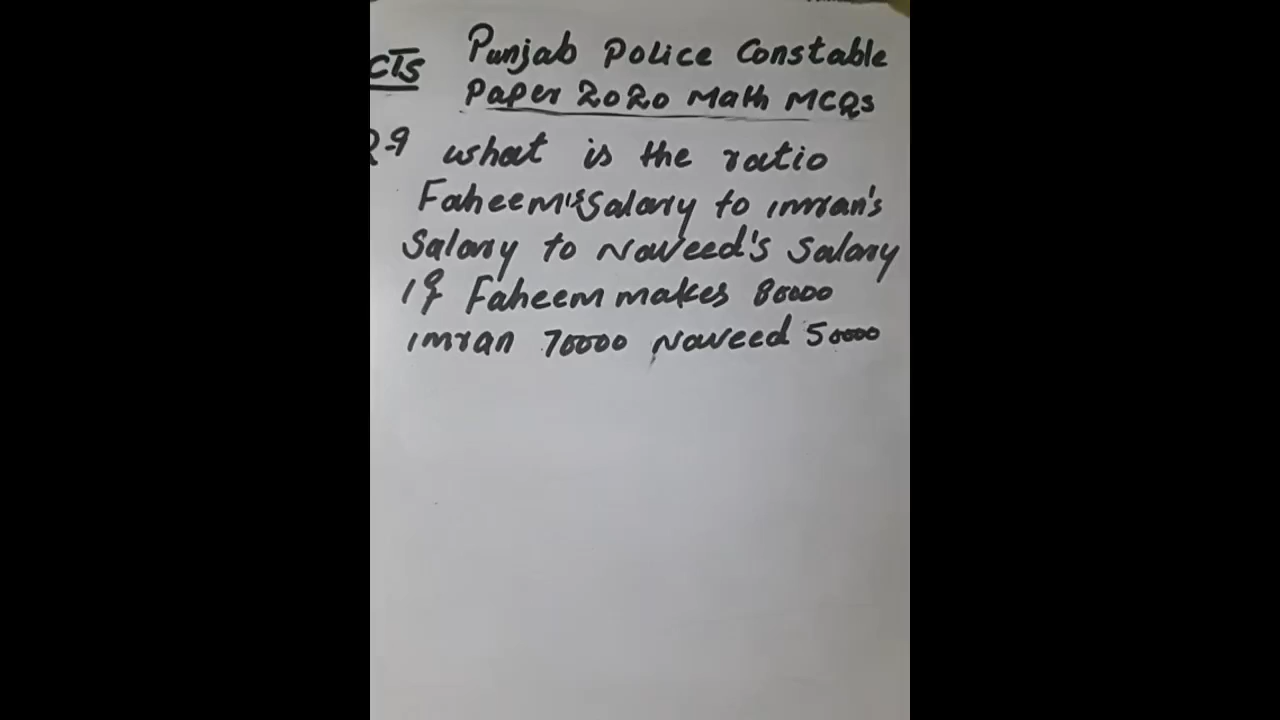 CTS Punjab Police Constable
Paper 2020 Math MCQs
Q-9 what is the ratio
Faheem's Salary to imran's
Salary to Naveed's Salary
if Faheem makes 80000
imran 70000 Naveed 50000